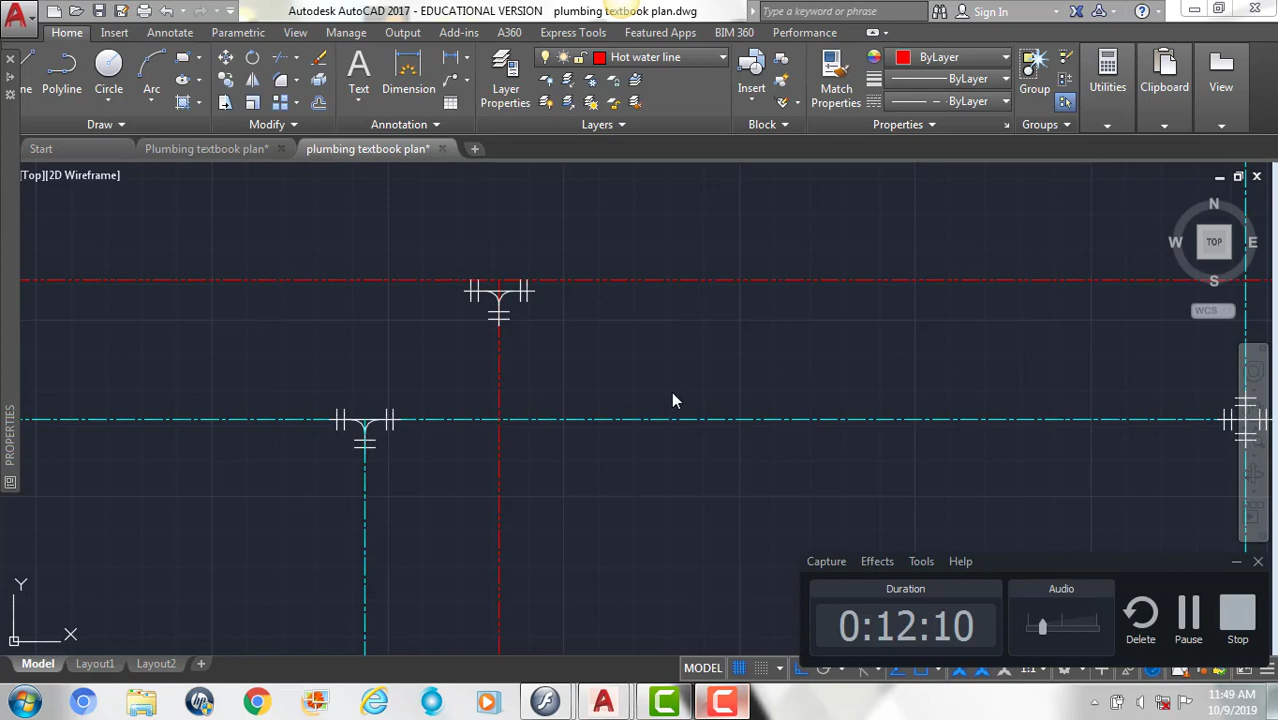 Autodesk AutoCAD 2017 - EDUCATIONAL VERSION plumbing textbook plan.dwg
Type a keyword or phrase
Sign In
Home Insert Annotate Parametric View Manage Output Add-ins A360 Express Tools Featured Apps BIM 360 Performance
Hot water line
ByLayer
ByLayer
ByLayer
Polyline Circle Arc
Text Dimension
Layer
Properties
Insert
Match
Properties
Group
Utilities
Clipboard
View
Draw Modify Annotation Layers Block Properties Groups
Start Plumbing textbook plan* plumbing textbook plan*
[Top][2D Wireframe]
N
W TOP E
S
WCS
PROPERTIES
Y
X
Capture Effects Tools Help
Duration
Audio
0:12:10
Delete Pause Stop
Model Layout1 Layout2
MODEL
1:1
11:49 AM
10/9/2019